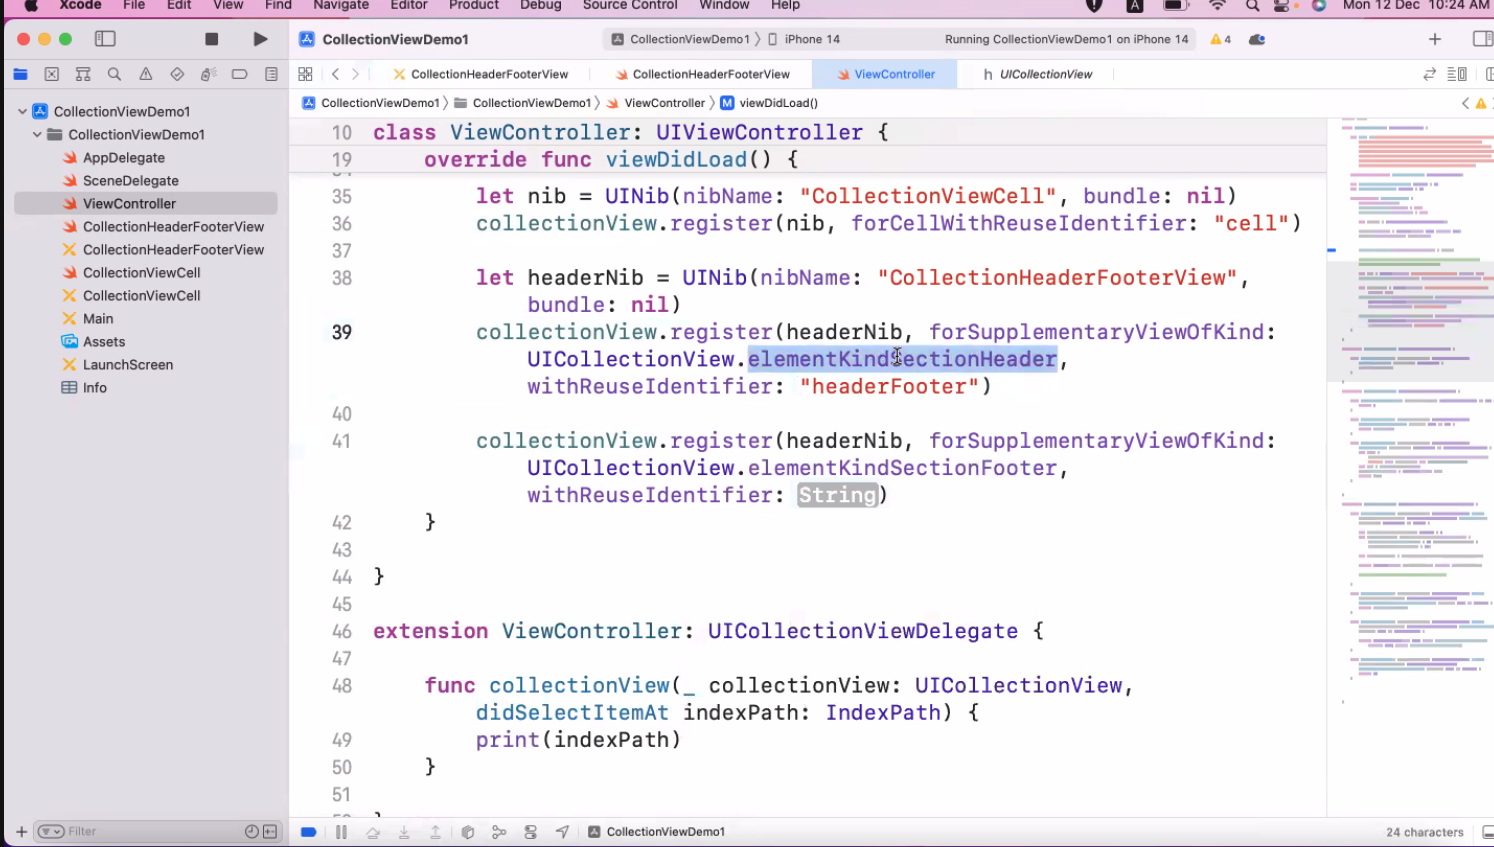 Xcode File Edit View Find Navigate Editor Product Debug Source Control Window Help A Mon 12 Dec 10:24 AM
CollectionViewDemo1 CollectionViewDemo1 〉 iPhone 14 Running CollectionViewDemo1 on iPhone 14 4
CollectionHeaderFooterView CollectionHeaderFooterView ViewController h UICollectionView
CollectionViewDemo1 〉 CollectionViewDemo1 〉 ViewController 〉 M viewDidLoad()
CollectionViewDemo1
CollectionViewDemo1
AppDelegate
SceneDelegate
ViewController
CollectionHeaderFooterView
CollectionHeaderFooterView
CollectionViewCell
CollectionViewCell
Main
Assets
LaunchScreen
Info
Filter
10 class ViewController: UIViewController {
19 override func viewDidLoad() {
35 let nib = UINib(nibName: "CollectionViewCell", bundle: nil)
36 collectionView.register(nib, forCellWithReuseIdentifier: "cell")
37
38 let headerNib = UINib(nibName: "CollectionHeaderFooterView",
bundle: nil)
39 collectionView.register(headerNib, forSupplementaryViewOfKind:
UICollectionView.elementKindSectionHeader,
withReuseIdentifier: "headerFooter")
40
41 collectionView.register(headerNib, forSupplementaryViewOfKind:
UICollectionView.elementKindSectionFooter,
withReuseIdentifier: String)
42 }
43
44 }
45
46 extension ViewController: UICollectionViewDelegate {
47
48 func collectionView(_ collectionView: UICollectionView,
didSelectItemAt indexPath: IndexPath) {
49 print(indexPath)
50 }
51
CollectionViewDemo1 24 characters